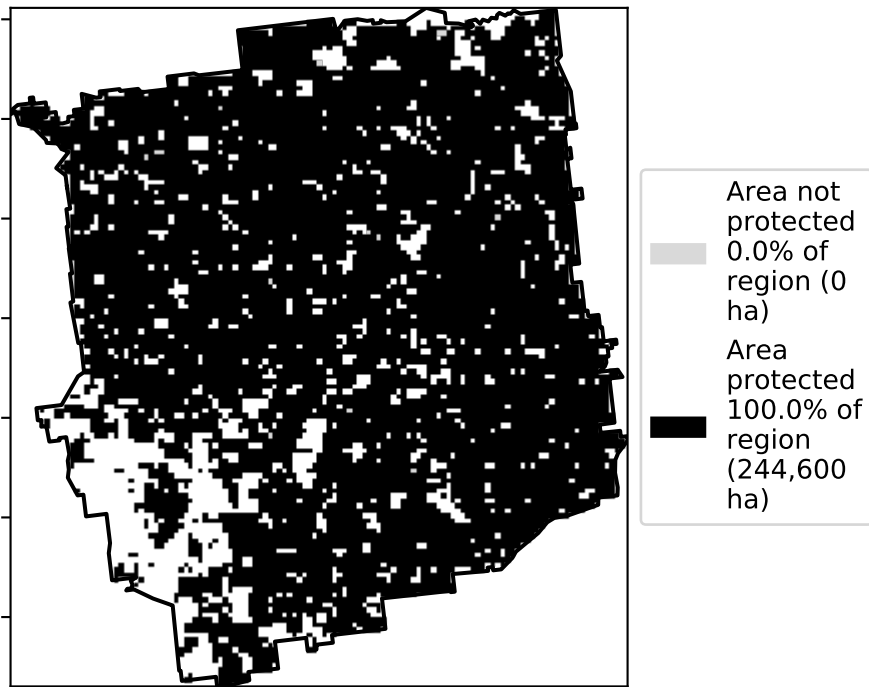 Area not
protected
0.0% of
region (0
ha)
Area
protected
100.0% of
region
(244,600
ha)